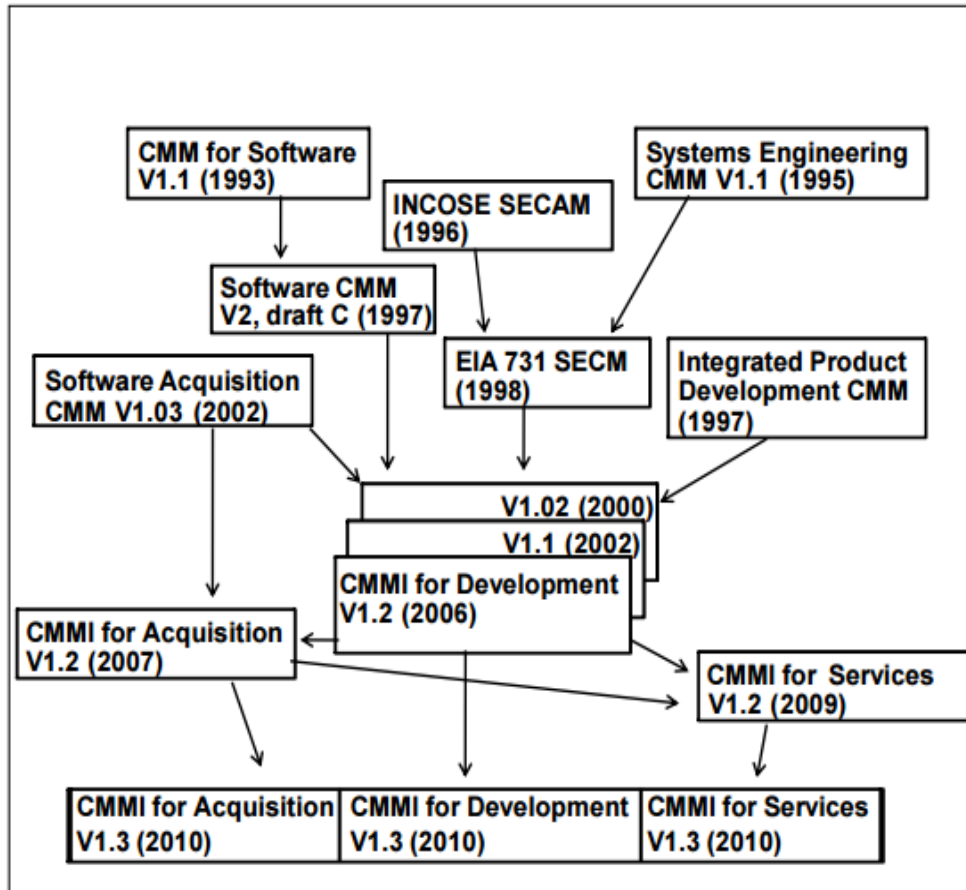 CMM for Software
V1.1 (1993)
Systems Engineering
CMM V1.1 (1995)
INCOSE SECAM
(1996)
Software CMM
V2, draft C (1997)
EIA 731 SECM
(1998)
Integrated Product
Development CMM
(1997)
Software Acquisition
CMM V1.03 (2002)
V1.02 (2000)
V1.1 (2002)
CMMI for Development
V1.2 (2006)
CMMI for Acquisition
V1.2 (2007)
CMMI for Services
V1.2 (2009)
CMMI for Acquisition
V1.3 (2010)
CMMI for Development
V1.3 (2010)
CMMI for Services
V1.3 (2010)